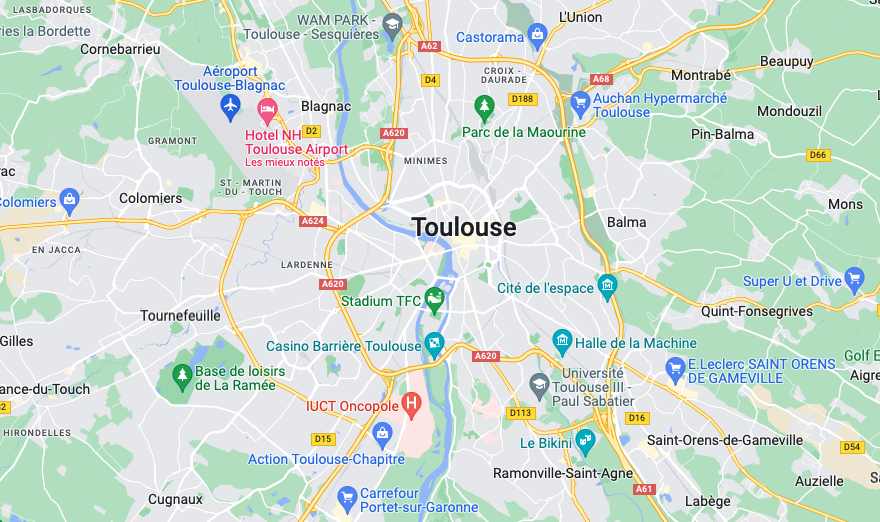 LASBADORQUES
WAM PARK -
Toulouse - Sesquières
L'Union
ries la Bordette
Cornebarrieu
A62
Castorama
Aéroport
Toulouse-Blagnac
D4
CROIX -
DAURADE
A68
Montrabé
Beaupuy
Blagnac
D188
Auchan Hypermarché
Toulouse
Mondouzil
Hotel NH
Toulouse Airport
Les mieux notés
D2
A620
Parc de la Maourine
Pin-Balma
GRAMONT
MINIMES
D66
ST - MARTIN
- DU - TOUCH
Colomiers
Colomiers
Mons
A624
Toulouse
Balma
EN JACCA
LARDENNE
A620
Cité de l'espace
Super U et Drive
Stadium TFC
Tournefeuille
Quint-Fonsegrives
Gilles
Casino Barrière Toulouse
A620
Halle de la Machine
Golf E
Base de loisirs
de La Ramée
E.Leclerc SAINT ORENS
DE GAMEVILLE
Aigre
ance-du-Touch
Université
Toulouse III -
Paul Sabatier
IUCT Oncopole
D113
D16
HIRONDELLES
D15
Le Bikini
Saint-Orens-de-Gameville
D54
Action Toulouse-Chapitre
Ramonville-Saint-Agne
Auzielle
A61
Cugnaux
Carrefour
Portet-sur-Garonne
Labège